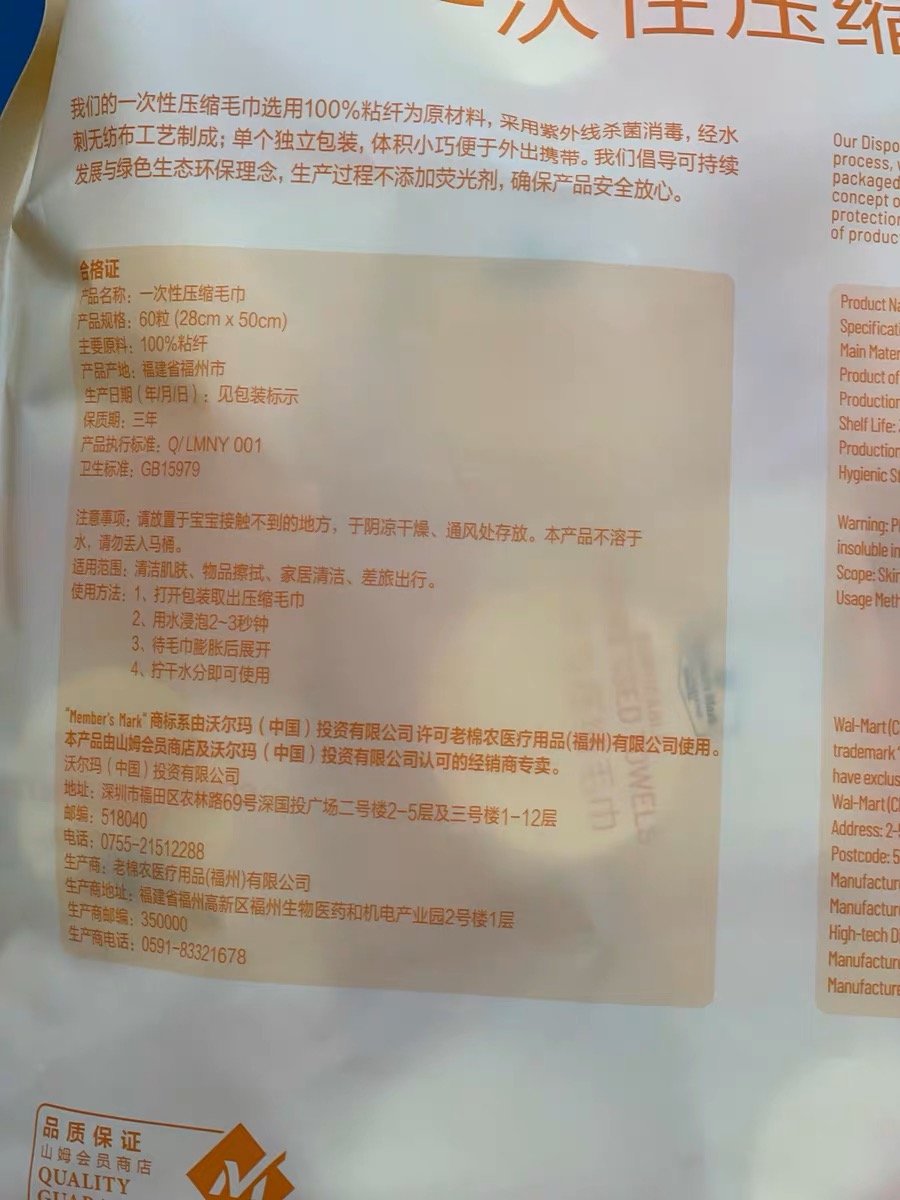 次性压缩
我们的一次性压缩毛巾选用100%粘纤为原材料，采用紫外线杀菌消毒，经水
刺无纺布工艺制成；单个独立包装，体积小巧便于外出携带。我们倡导可持续
发展与绿色生态环保理念，生产过程不添加荧光剂，确保产品安全放心。
合格证
产品名称：一次性压缩毛巾
产品规格：60粒 (28cm x 50cm)
主要原料：100%粘纤
产品产地：福建省福州市
生产日期（年/月/日）：见包装标示
保质期：三年
产品执行标准：Q/LMNY 001
卫生标准：GB15979
注意事项：请放置于宝宝接触不到的地方，于阴凉干燥、通风处存放。本产品不溶于
水，请勿丢入马桶。
适用范围：清洁肌肤、物品擦拭、家居清洁、差旅出行。
使用方法：1、打开包装取出压缩毛巾
2、用水浸泡2~3秒钟
3、待毛巾膨胀后展开
4、拧干水分即可使用
"Member's Mark" 商标系由沃尔玛（中国）投资有限公司 许可老棉农医疗用品(福州)有限公司使用。
本产品由山姆会员商店及沃尔玛（中国）投资有限公司认可的经销商专卖。
沃尔玛（中国）投资有限公司
地址：深圳市福田区农林路69号深国投广场二号楼2-5层及三号楼1-12层
邮编：518040
电话：0755-21512288
生产商：老棉农医疗用品(福州)有限公司
生产商地址：福建省福州高新区福州生物医药和机电产业园2号楼1层
生产商邮编：350000
生产商电话：0591-83321678
品质保证
山姆会员商店
QUALITY
Our Dispo
process,
packaged
concept o
protection
of produc
Product Na
Specificati
Main Mater
Product of
Production
Shelf Life:
Production
Hygienic St
Warning: Pl
insoluble in
Scope: Skin
Usage Meth
Wal-Mart (C
trademark
have exclus
Wal-Mart (C
Address: 2-5
Postcode: 5
Manufacture
Manufacture
High-tech D
Manufacture
Manufacture